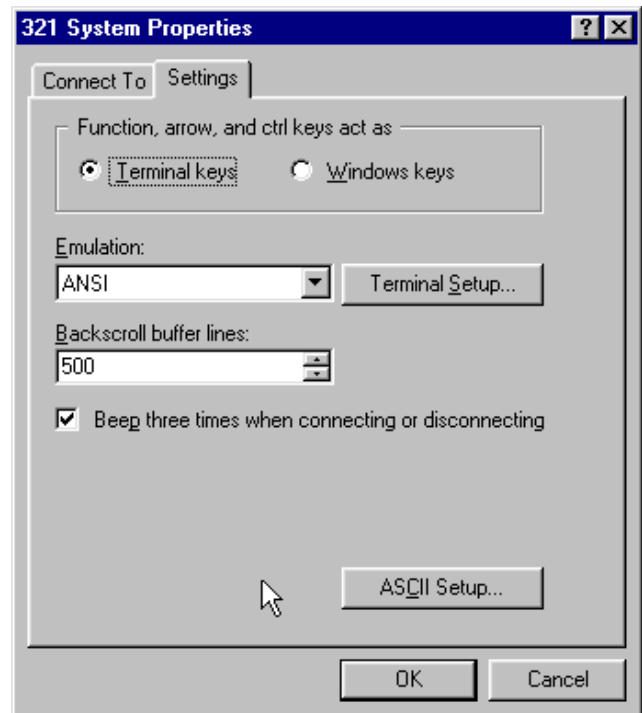 321 System Properties
Connect To Settings
Function, arrow, and ctrl keys act as
Terminal keys Windows keys
Emulation:
ANSI Terminal Setup...
Backscroll buffer lines:
500
Beep three times when connecting or disconnecting
ASCII Setup...
OK Cancel